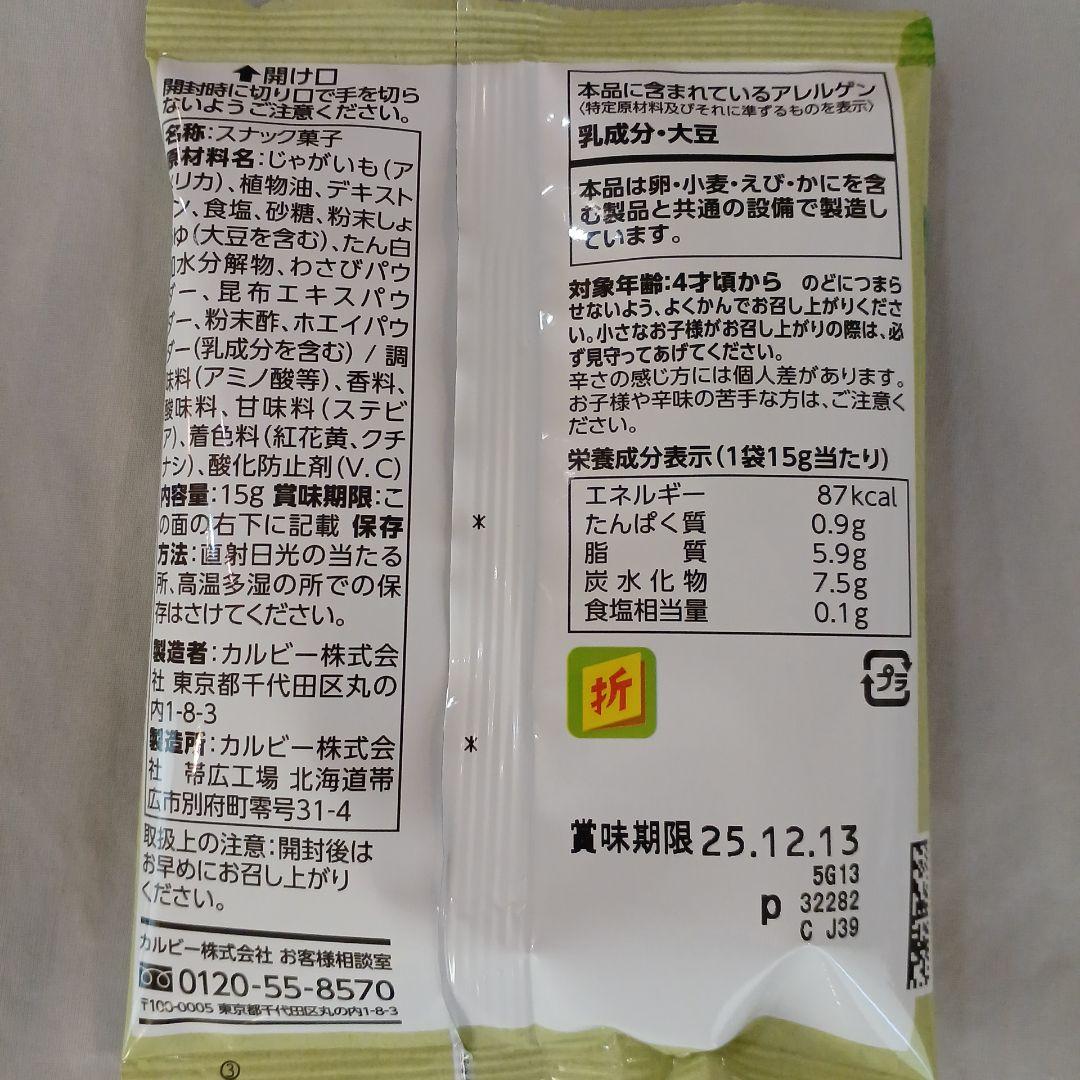 ⬆開け口
開封時に切り口で手を切ら
ないようご注意ください。
名称:スナック菓子
原材料名:じゃがいも(ア
リカ)、植物油、デキスト
ン、食塩、砂糖、粉末しょ
ゆ(大豆を含む)、たん白
水分解物、わさびパウ
ダー、昆布エキスパウ
ダー、粉末酢、ホエイパウ
ダー(乳成分を含む) / 調
味料(アミノ酸等)、香料、
酸味料、甘味料(ステビ
ア)、着色料(紅花黄、クチ
ナシ)、酸化防止剤(V.C)
内容量:15g 賞味期限:こ
の面の右下に記載 保存
方法:直射日光の当たる
所、高温多湿の所での保
存はさけてください。
製造者:カルビー株式会
社 東京都千代田区丸の
内1-8-3
製造所:カルビー株式会
社 帯広工場 北海道帯
広市別府町零号31-4
取扱上の注意:開封後は
お早めにお召し上がり
ください。
カルビー株式会社 お客様相談室
0120-55-8570
〒100-0005 東京都千代田区丸の内1-8-3
③
*
*
本品に含まれているアレルゲン
〈特定原材料及びそれに準ずるものを表示〉
乳成分・大豆
本品は卵・小麦・えび・かにを含
む製品と共通の設備で製造し
ています。
対象年齢:4才頃から のどにつまら
せないよう、よくかんでお召し上がりくださ
い。小さなお子様がお召し上がりの際は、必
ず見守ってあげてください。
辛さの感じ方には個人差があります。
お子様や辛味の苦手な方は、ご注意く
ださい。
栄養成分表示(1袋15g当たり)
エネルギー 87kcal
たんぱく質 0.9g
脂質 5.9g
炭水化物 7.5g
食塩相当量 0.1g
折
プラ
賞味期限 25.12.13
5G13
p 32282
C J39